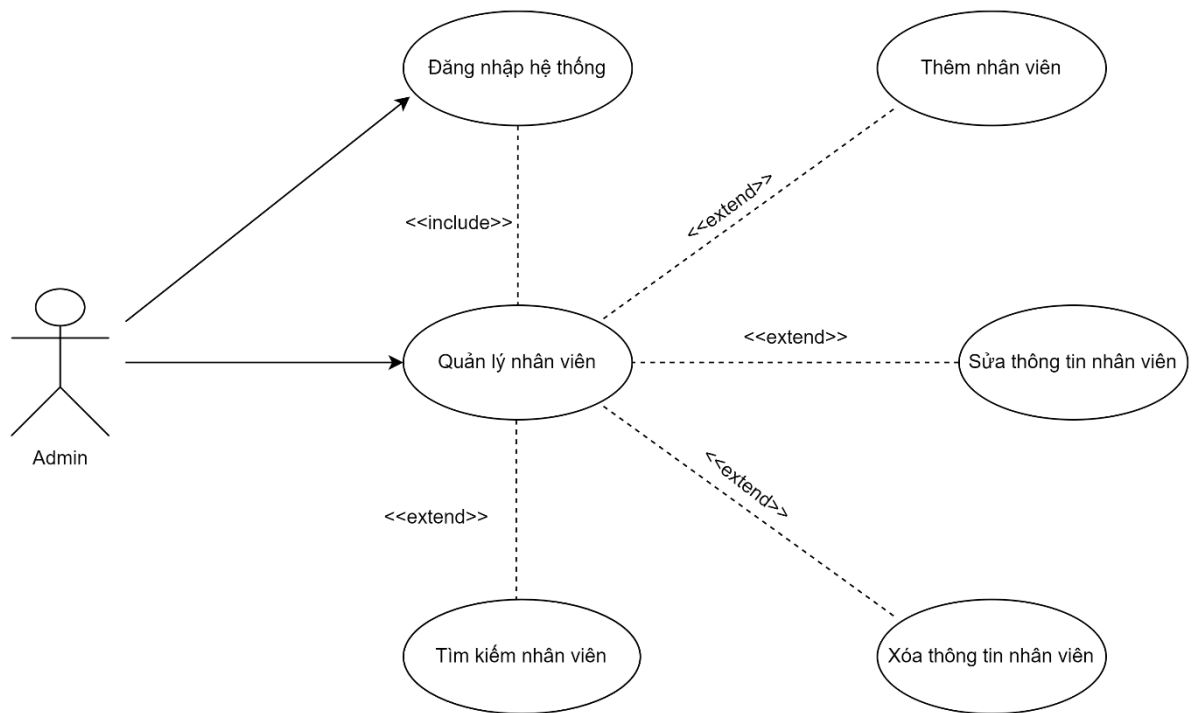 Đăng nhập hệ thống
Thêm nhân viên
<<include>>
<<extend>>
Quản lý nhân viên
<<extend>>
Sửa thông tin nhân viên
Admin
<<extend>>
<<extend>>
Tìm kiếm nhân viên
Xóa thông tin nhân viên